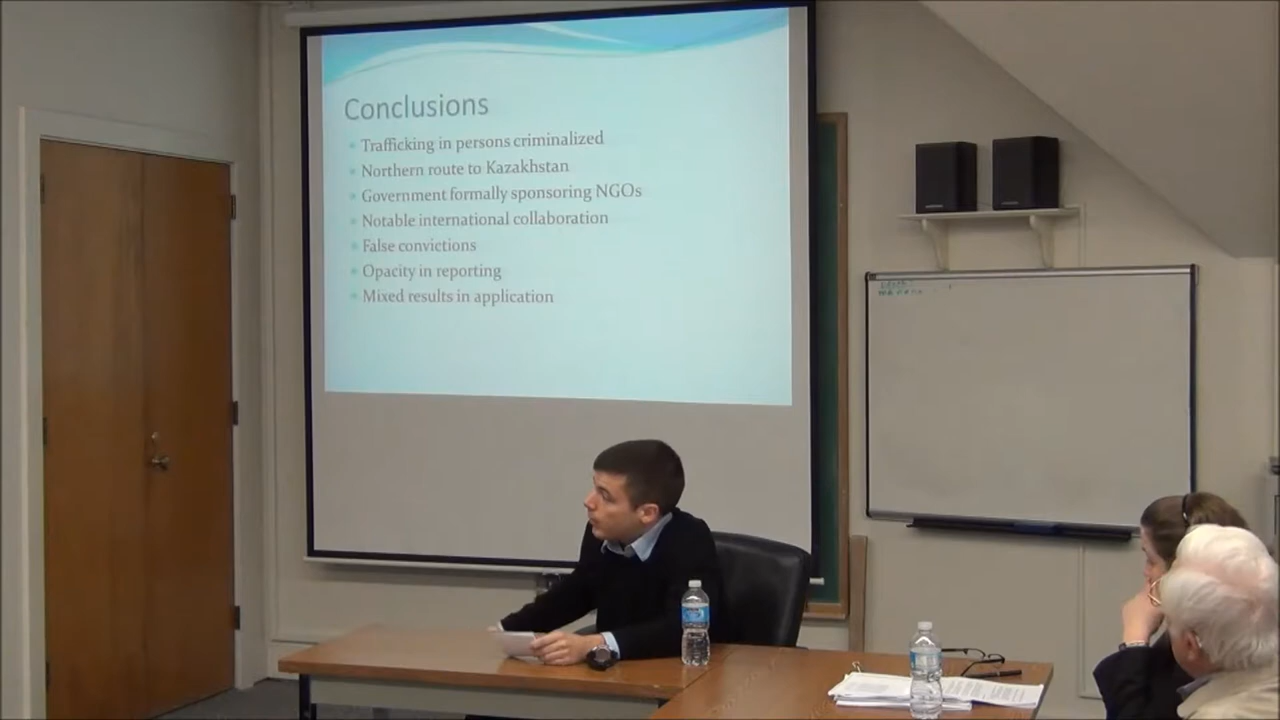 Conclusions
Trafficking in persons criminalized
Northern route to Kazakhstan
Government formally sponsoring NGOs
Notable international collaboration
False convictions
Opacity in reporting
Mixed results in application